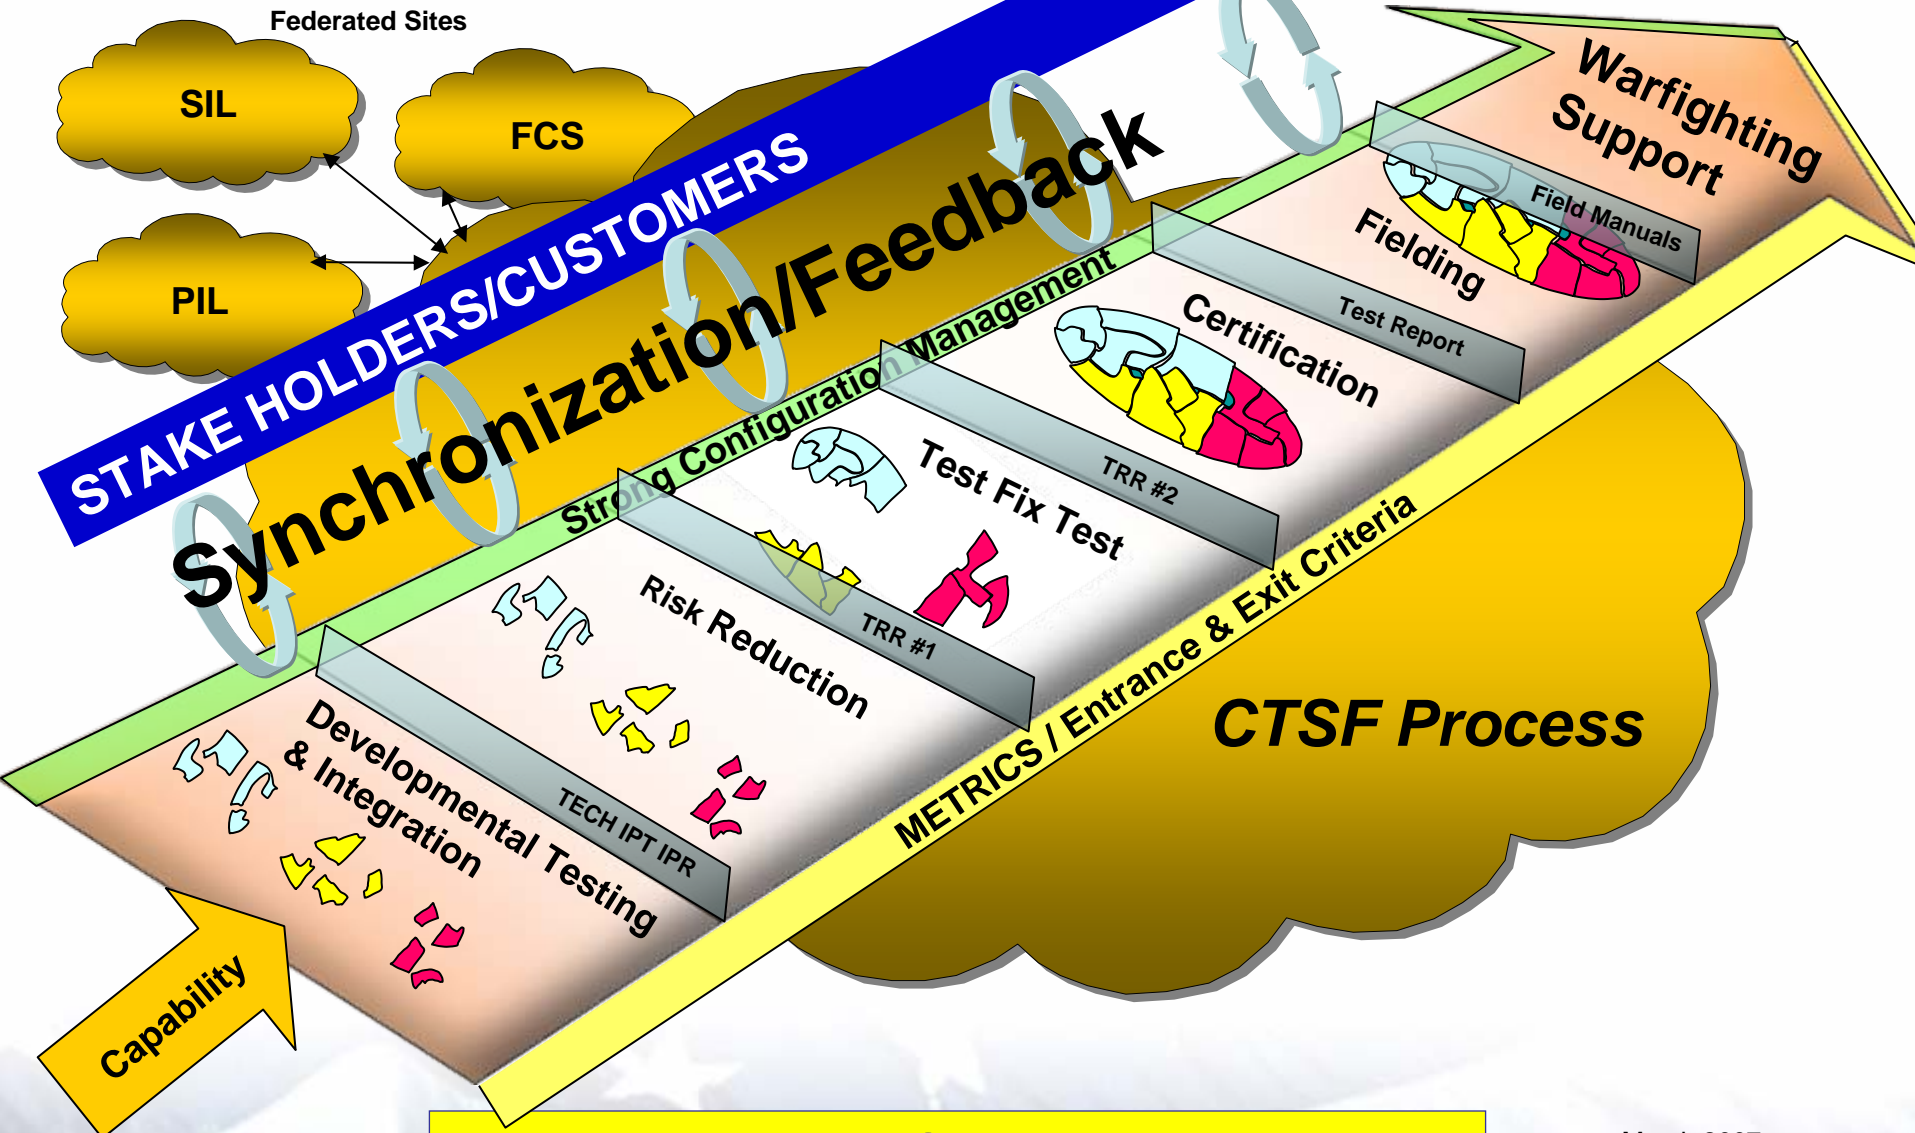 Federated Sites
SIL
FCS
PIL
STAKE HOLDERS/CUSTOMERS
Synchronization/Feedback
Strong Configuration Management
Warfighting
Support
Field Manuals
Fielding
Test Report
Certification
TRR #2
Test Fix Test
TRR #1
Risk Reduction
TECH IPT IPR
Developmental Testing
& Integration
METRICS / Entrance & Exit Criteria
CTSF Process
Capability